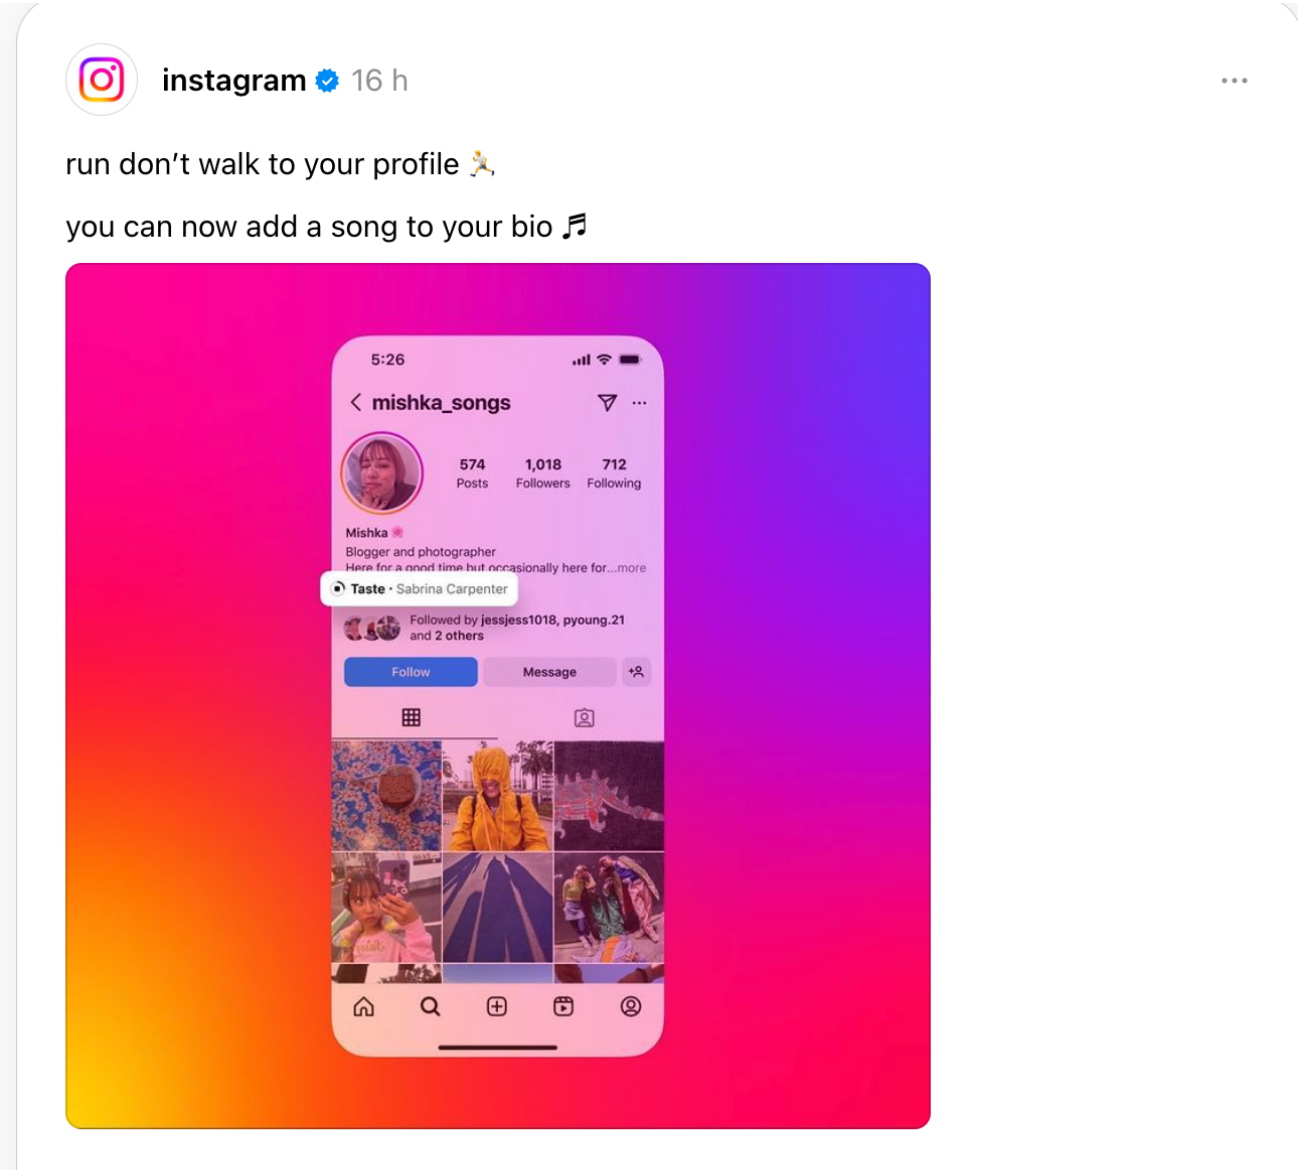 instagram 16 h
run don’t walk to your profile 🏃
you can now add a song to your bio 🎵
5:26
mishka_songs
574 1,018 712
Posts Followers Following
Mishka 🌸
Blogger and photographer
Here for a good time but occasionally here for...more
Taste · Sabrina Carpenter
Followed by jessjess1018, pyoung.21
and 2 others
Follow Message